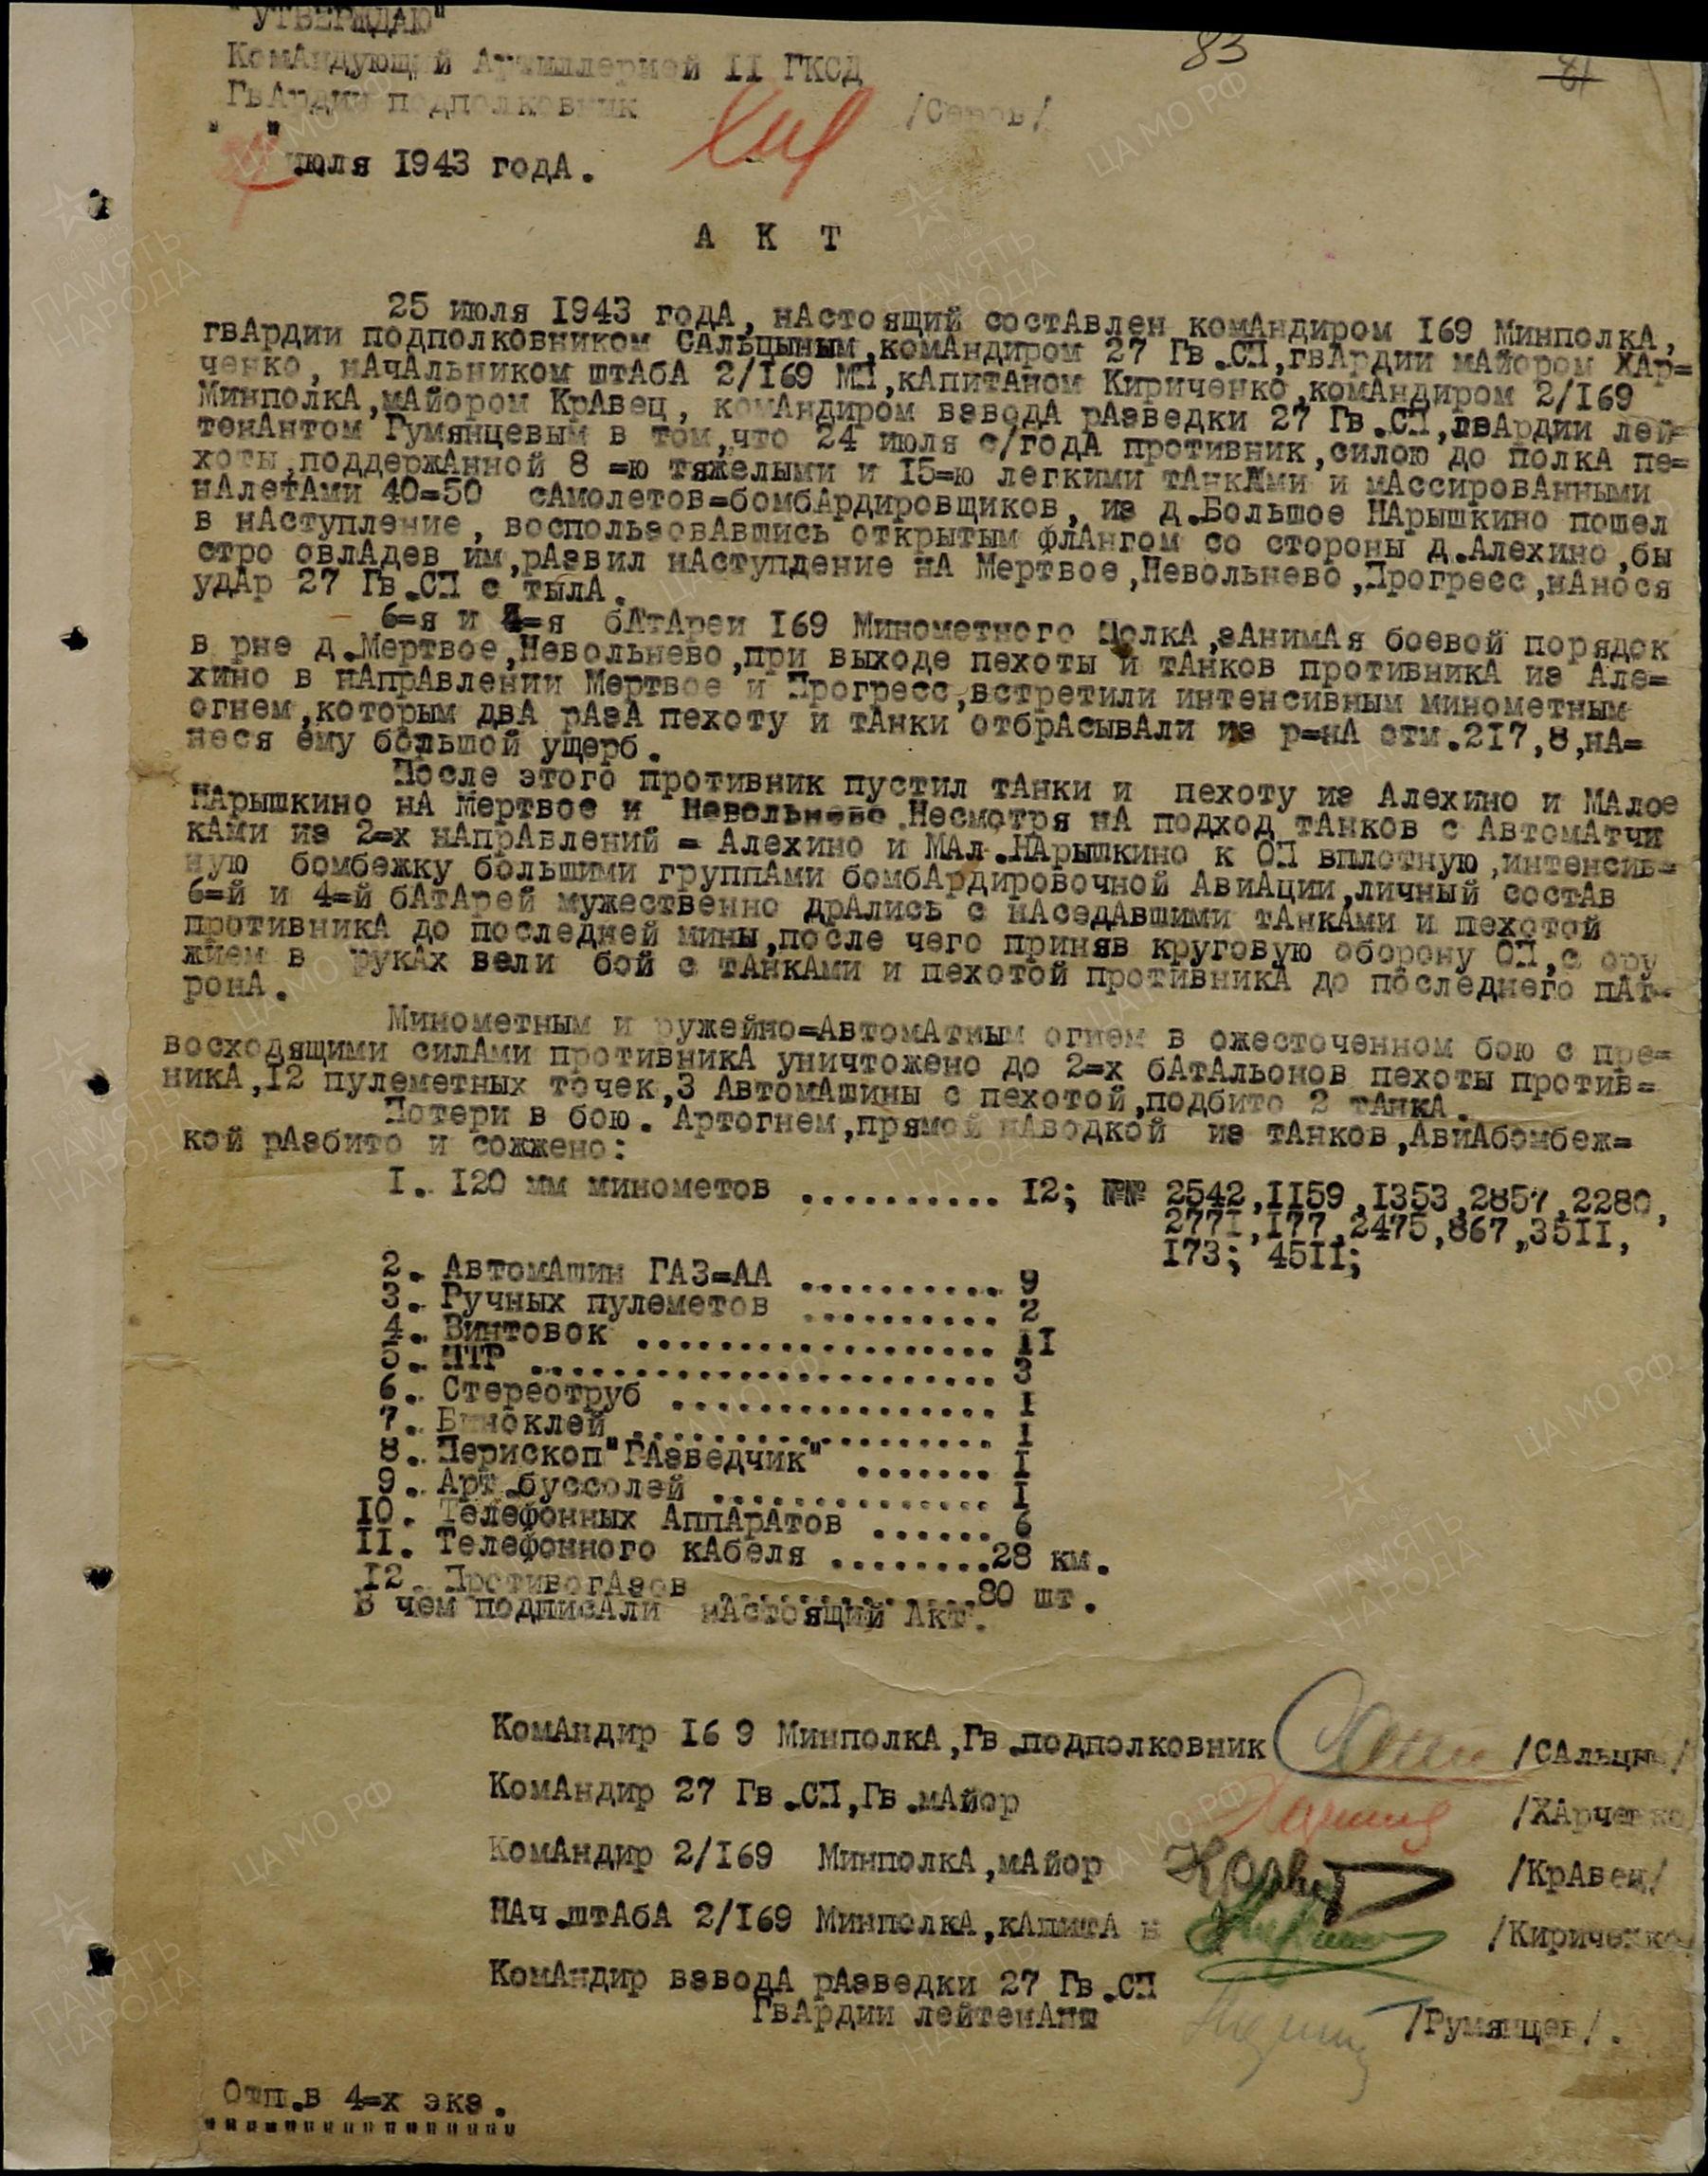 "УТВЕРЖДАЮ"
Командующий Артиллерией II ГКСД
Гвардии подполковник /Серов/
" " июля 1943 года.
83
81
А К Т
25 июля 1943 года, настоящий составлен командиром 169 Минполка,
гвардии подполковником Сальцыным, командиром 27 Гв.СП, гвардии майором Хар=
ченко, начальником штаба 2/169 МП, капитаном Кириченко, командиром 2/169
Минполка, майором Кравец, командиром взвода разведки 27 Гв.СП, гвардии лей=
тенантом Румянцевым в том, что 24 июля с/года противник, силою до полка пе=
хоты, поддержанной 8 =ю тяжелыми и 15=ю легкими танками и массированными
налетами 40=50 самолетов=бомбардировщиков, из д.Большое Нарышкино пошел
в наступление, воспользовавшись открытым флангом со стороны д.Алехино, бы
стро овладев им, развил наступление на Мертвое, Невольнево, Прогресс, нанося
удар 27 Гв.СП с тыла.
6=я и 4=я батареи 169 Минометного Полка, занимая боевой порядок
в рне д.Мертвое, Невольнево, при выходе пехоты и танков противника из Але=
хино в направлении Мертвое и Прогресс, встретили интенсивным минометным
огнем, которым два раза пехоту и танки отбрасывали из р=на отм.217,8, на=
неся ему большой ущерб.
После этого противник пустил танки и пехоту из Алехино и Малое
Нарышкино на Мертвое и Невольнево. Несмотря на подход танков с автоматчи
ками из 2=х направлений = Алехино и Мал.Нарышкино к ОП вплотную, интенсив=
ную бомбежку большими группами бомбардировочной авиации, личный состав
6=й и 4=й батарей мужественно дрались с наседавшими танками и пехотой
противника до последней мины, после чего приняв круговую оборону ОП, с ору
жием в руках вели бой с танками и пехотой противника до последнего пат=
рона.
Минометным и ружейно=автоматным огнем в ожесточенном бою с пре=
восходящими силами противника уничтожено до 2=х батальонов пехоты против=
ника, 12 пулеметных точек, 3 автомашины с пехотой, подбито 2 танка.
Потери в бою. Артогнем, прямой наводкой из танков, авиабомбеж=
кой разбито и сожжено:
1. 120 мм минометов .......... 12; №№ 2542, 1159, 1353, 2857, 2280,
2771, 177, 2475, 867, 3511,
173; 4511;
2. Автомашин ГАЗ=АА .......... 9
3. Ручных пулеметов .......... 2
4. Винтовок .................. 11
5. ПТР ....................... 3
6. Стереотруб ................ 1
7. Биноклей .................. 1
8. Перископ "Разведчик" ....... 1
9. Арт.буссолей .............. 1
10. Телефонных аппаратов ...... 6
11. Телефонного кабеля ........28 км.
12. Противогазов .............80 шт.
В чем подписали настоящий акт.
Командир 16 9 Минполка, Гв.подполковник /Сальцын/
Командир 27 Гв.СП, Гв.майор /Харченко
Командир 2/169 Минполка, майор /Кравец/
Нач.штаба 2/169 Минполка, капита н /Кириченко/
Командир взвода разведки 27 Гв.СП
Гвардии лейтенанш /Румянцев/.
Отп.в 4=х экз.